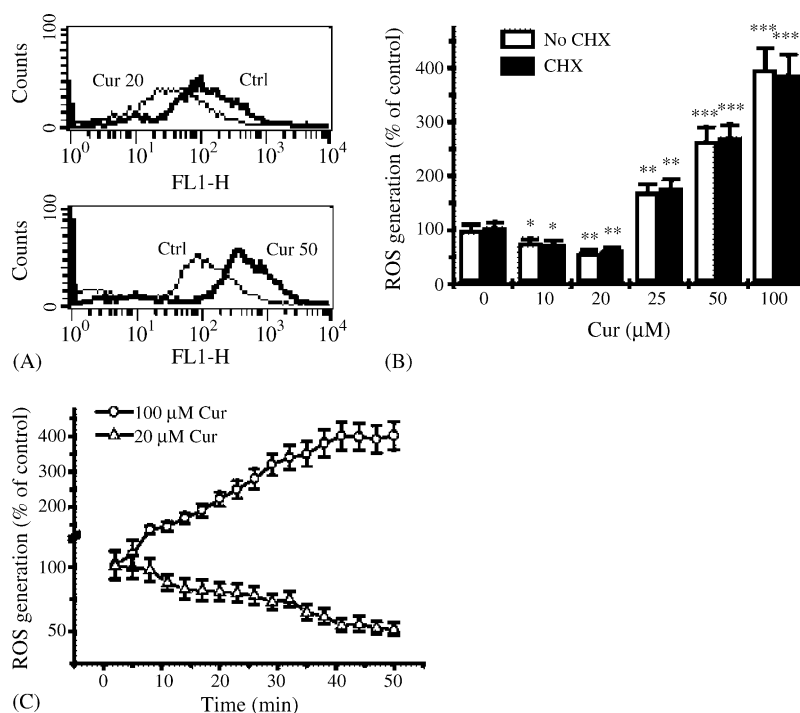 100
Counts
0
Cur 20
Ctrl
10^0 10^1 10^2 10^3 10^4
FL1-H
100
Counts
0
Ctrl
Cur 50
10^0 10^1 10^2 10^3 10^4
FL1-H
(A)
ROS generation (% of control)
400
300
200
100
0
No CHX
CHX
* *
** **
** **
*** ***
*** ***
0 10 20 25 50 100
Cur (μM)
(B)
ROS generation (% of control)
400
300
200
100
50
100 μM Cur
20 μM Cur
0 10 20 30 40 50
Time (min)
(C)